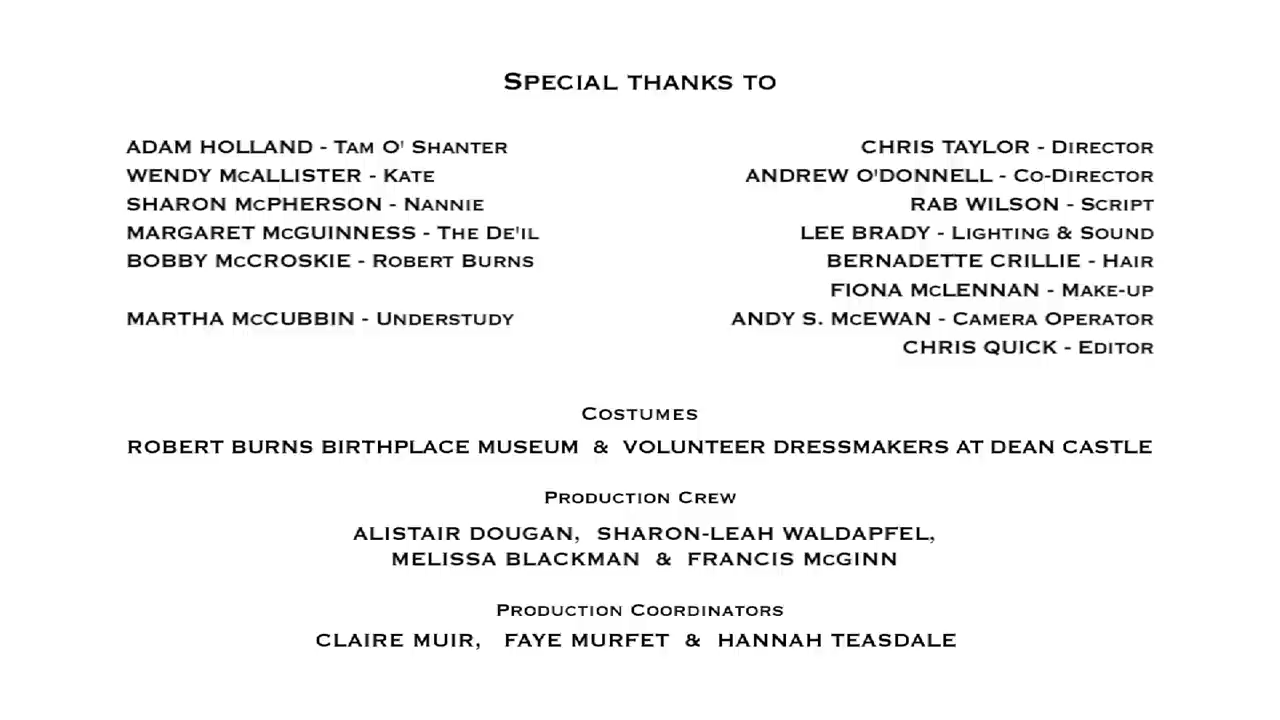 SPECIAL THANKS TO
ADAM HOLLAND - TAM O' SHANTER
WENDY McALLISTER - KATE
SHARON McPHERSON - NANNIE
MARGARET McGUINNESS - THE DE'IL
BOBBY McCROSKIE - ROBERT BURNS
MARTHA McCUBBIN - UNDERSTUDY
CHRIS TAYLOR - DIRECTOR
ANDREW O'DONNELL - CO-DIRECTOR
RAB WILSON - SCRIPT
LEE BRADY - LIGHTING & SOUND
BERNADETTE CRILLIE - HAIR
FIONA McLENNAN - MAKE-UP
ANDY S. McEWAN - CAMERA OPERATOR
CHRIS QUICK - EDITOR
COSTUMES
ROBERT BURNS BIRTHPLACE MUSEUM & VOLUNTEER DRESSMAKERS AT DEAN CASTLE
PRODUCTION CREW
ALISTAIR DOUGAN, SHARON-LEAH WALDAPFEL,
MELISSA BLACKMAN & FRANCIS McGINN
PRODUCTION COORDINATORS
CLAIRE MUIR, FAYE MURFET & HANNAH TEASDALE